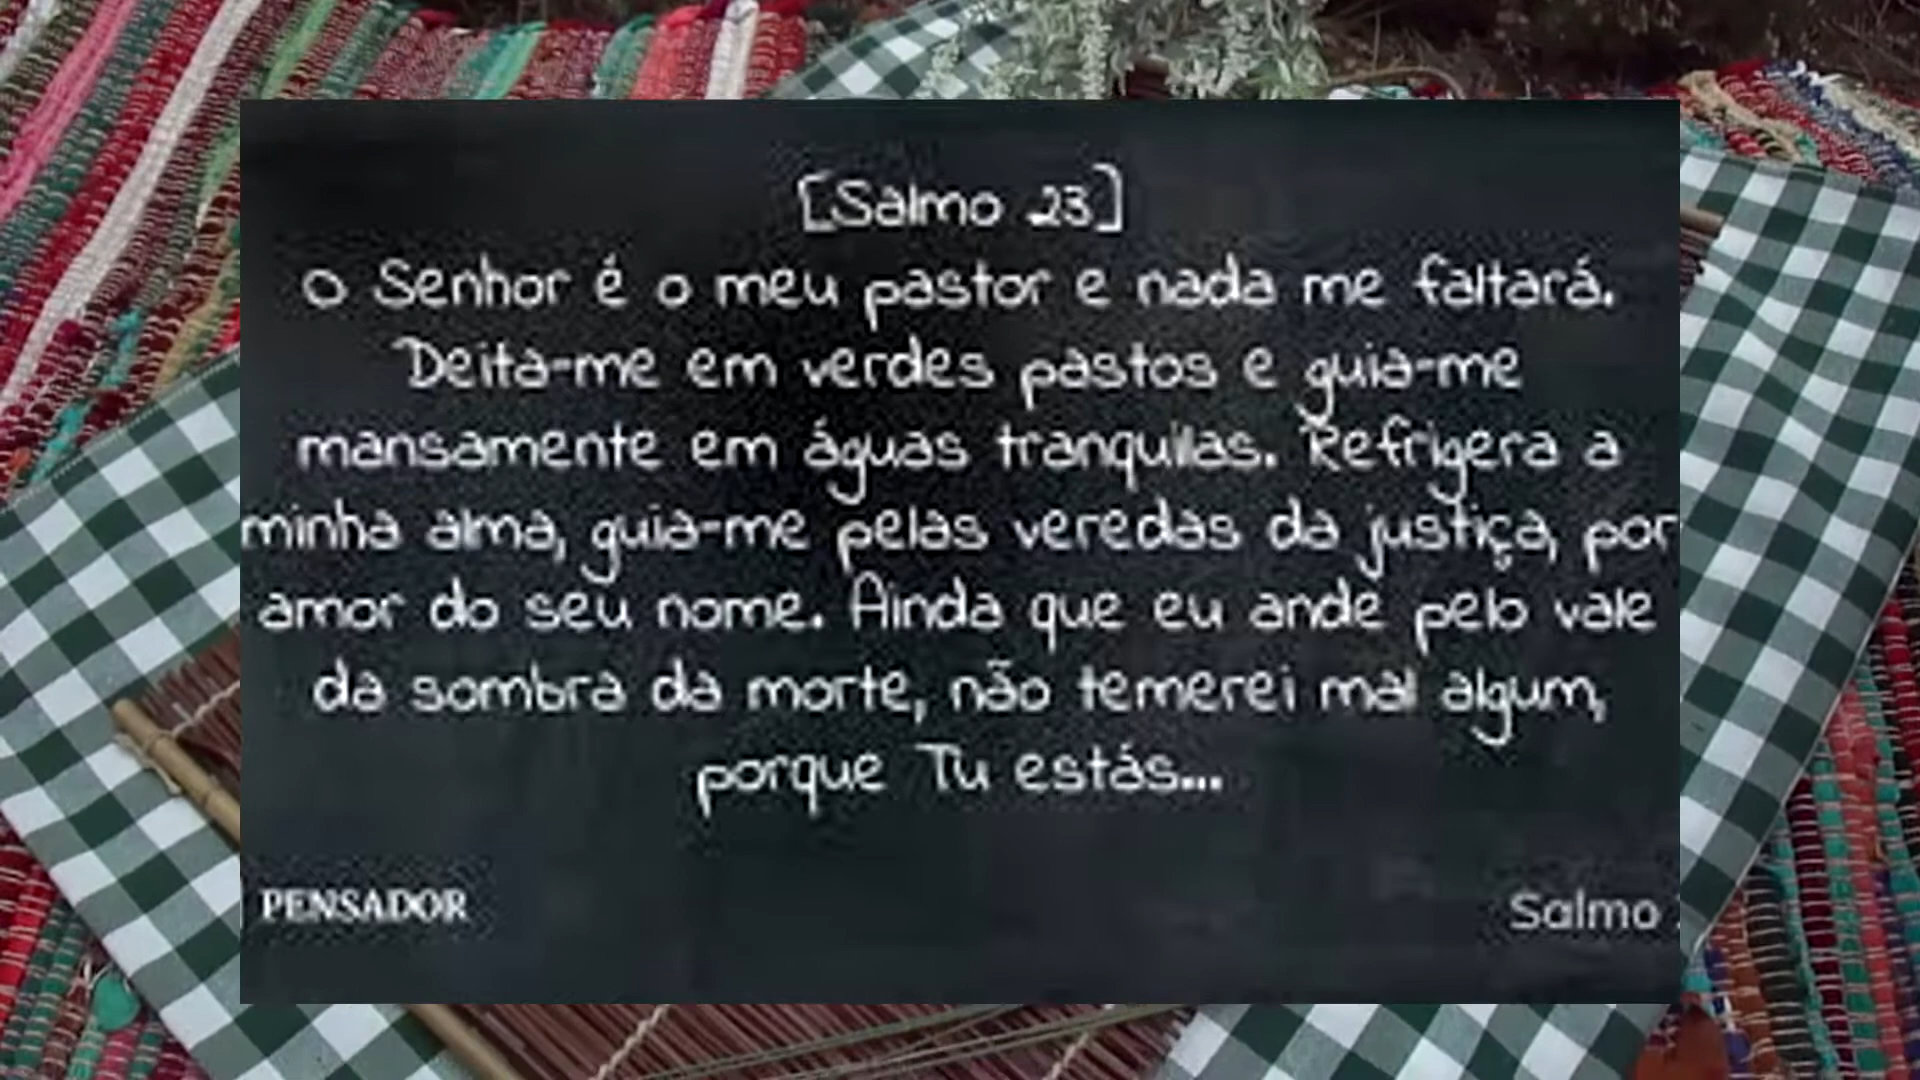 [Salmo 23]
O Senhor é o meu pastor e nada me faltará.
Deita-me em verdes pastos e guia-me
mansamente em águas tranquilas. Refrigera a
minha alma, guia-me pelas veredas da justiça, por
amor do seu nome. Ainda que eu ande pelo vale
da sombra da morte, não temerei mal algum,
porque Tu estás...
PENSADOR
Salmo